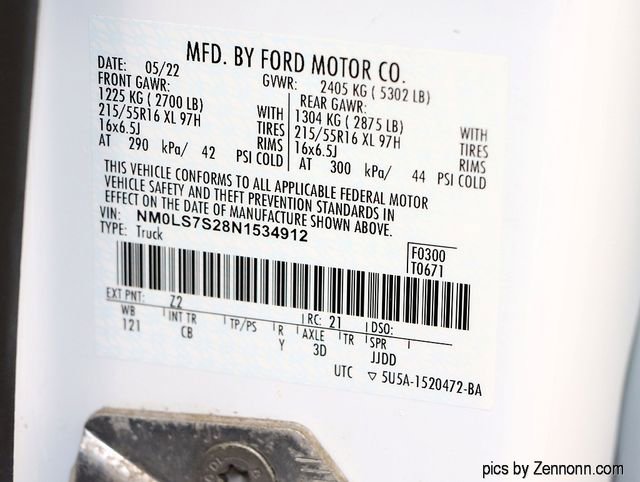 MFD. BY FORD MOTOR CO.
DATE: 05/22 GVWR: 2405 KG ( 5302 LB)
FRONT GAWR: REAR GAWR:
1225 KG ( 2700 LB) WITH 1304 KG ( 2875 LB) WITH
215/55R16 XL 97H TIRES 215/55R16 XL 97H TIRES
16x6.5J RIMS 16x6.5J RIMS
AT 290 kPa/ 42 PSI COLD AT 300 kPa/ 44 PSI COLD
THIS VEHICLE CONFORMS TO ALL APPLICABLE FEDERAL MOTOR
VEHICLE SAFETY AND THEFT PREVENTION STANDARDS IN
EFFECT ON THE DATE OF MANUFACTURE SHOWN ABOVE.
VIN: NM0LS7S28N1534912
TYPE: Truck
F0300
T0671
EXT PNT: Z2 RC: 21 DSO:
WB INT TR TP/PS R AXLE TR SPR
121 CB Y 3D JJDD
UTC ▽ 5U5A-1520472-BA
pics by Zennonn.com